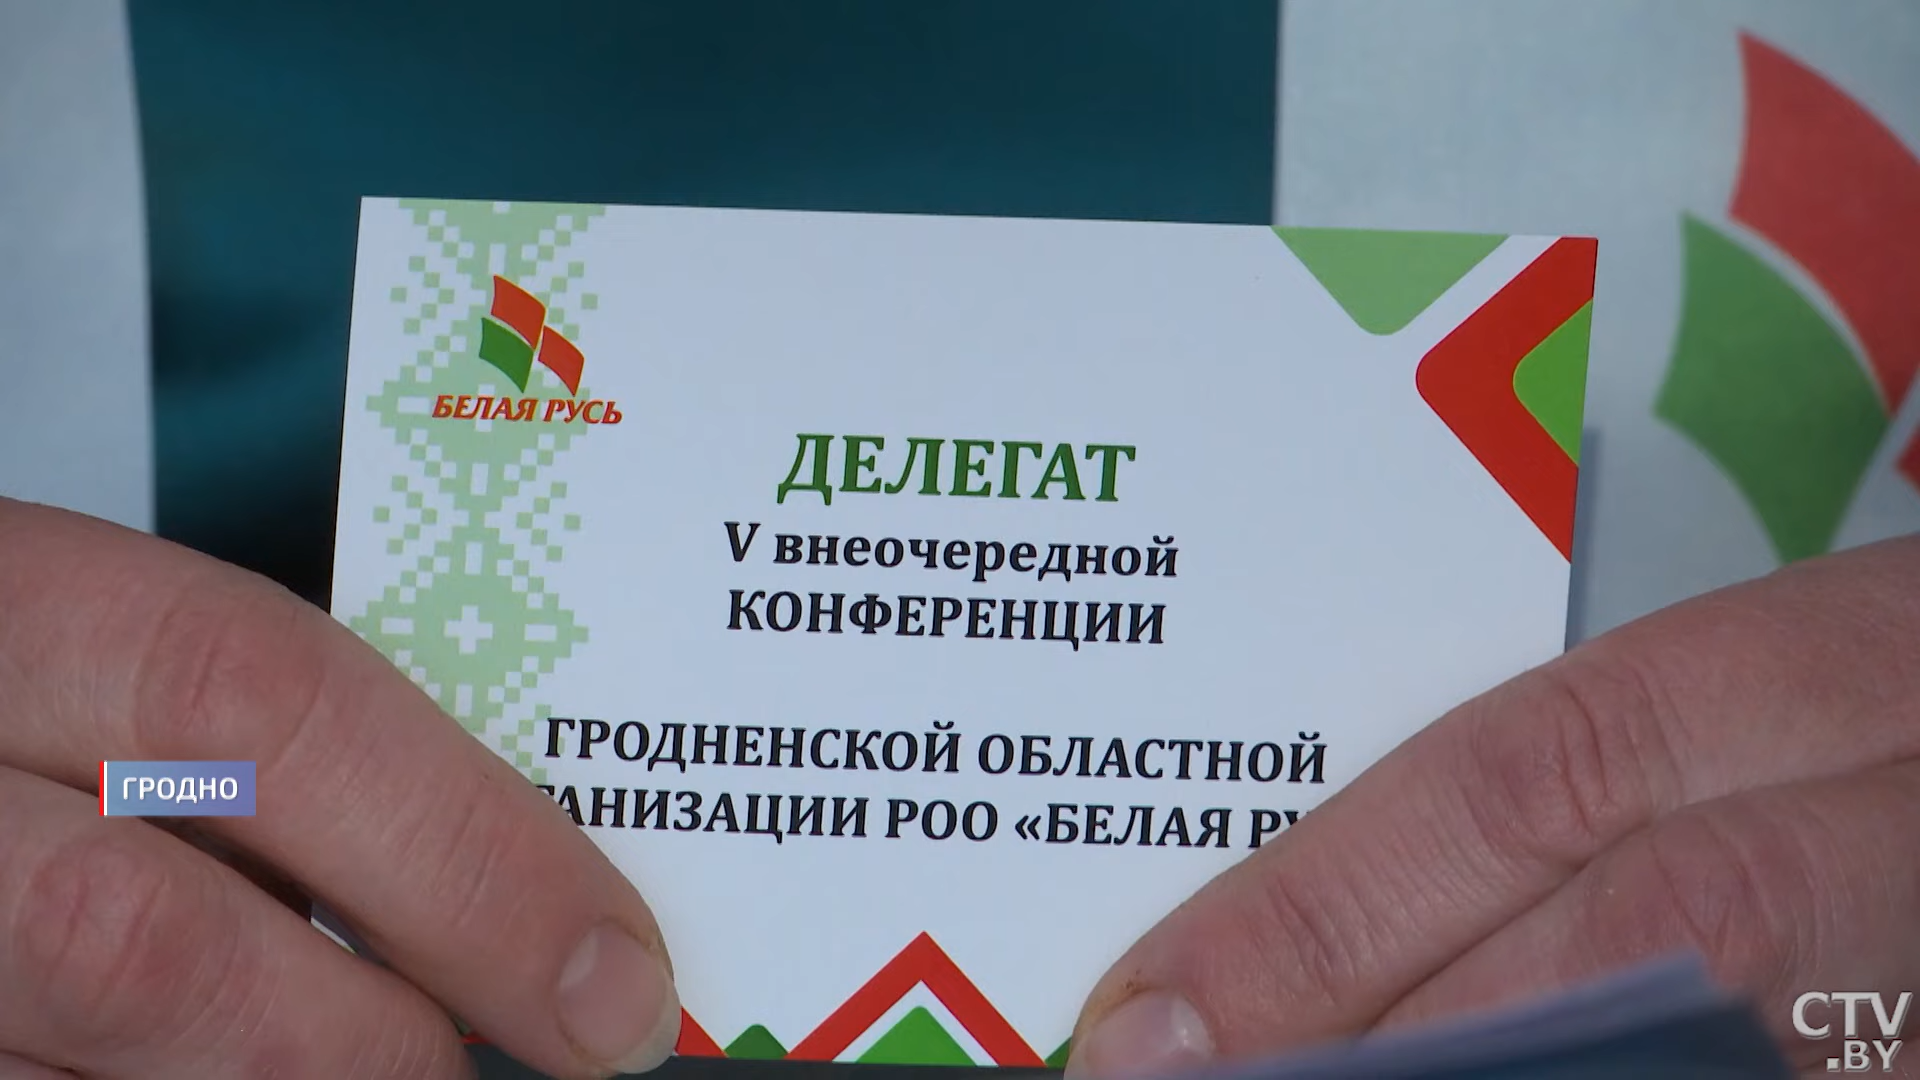 БЕЛАЯ РУСЬ
ДЕЛЕГАТ
V внеочередной
КОНФЕРЕНЦИИ
ГРОДНЕНСКОЙ ОБЛАСТНОЙ
ГАНИЗАЦИИ РОО «БЕЛАЯ РУ
ГРОДНО
CTV
.BY